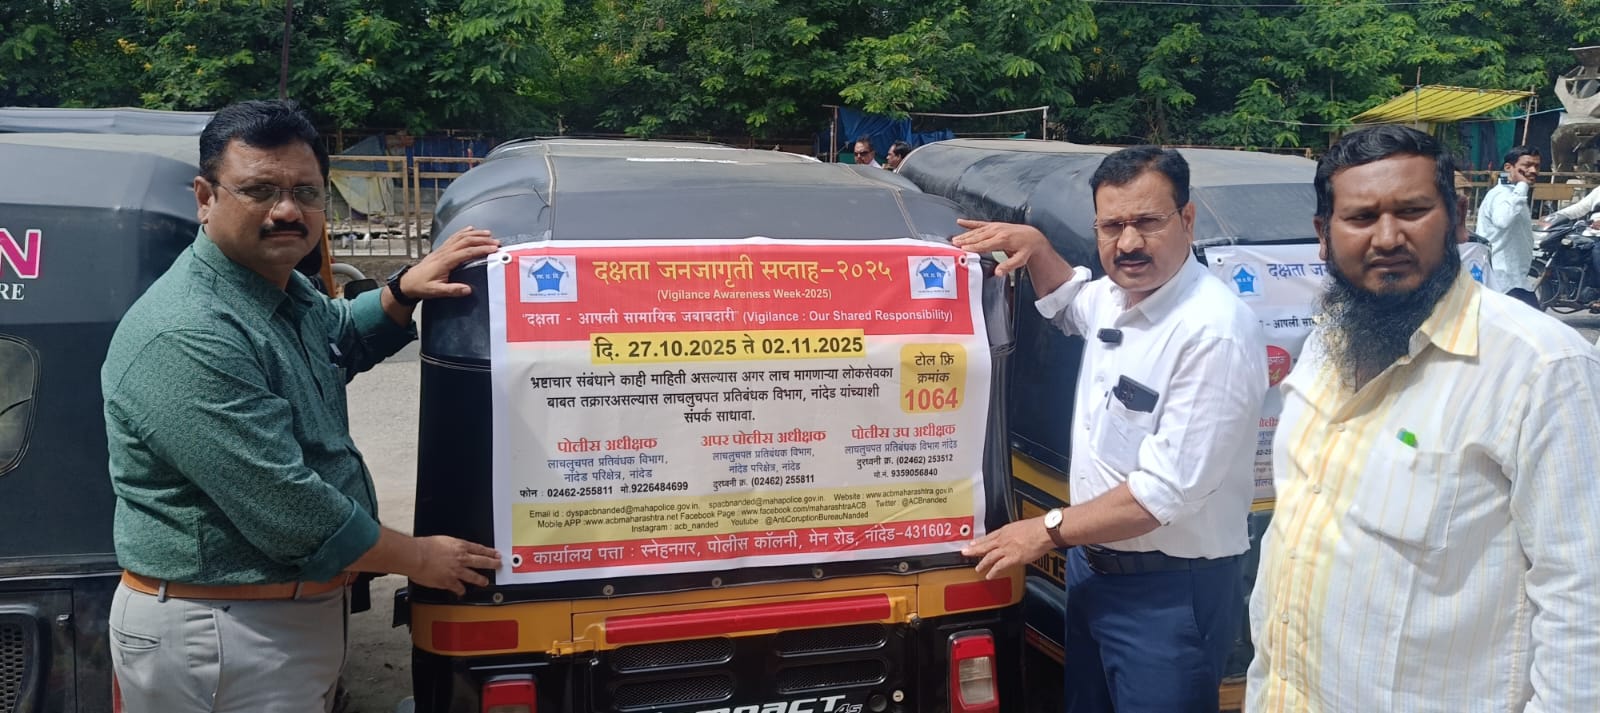 दक्षता जनजागृती सप्ताह-२०२५
(Vigilance Awareness Week-2025)
"दक्षता - आपली सामायिक जबाबदारी" (Vigilance : Our Shared Responsibility)
दि. 27.10.2025 ते 02.11.2025
भ्रष्टाचार संबंधाने काही माहिती असल्यास अगर लाच मागणाऱ्या लोकसेवका
बाबत तक्रारअसल्यास लाचलुचपत प्रतिबंधक विभाग, नांदेड यांच्याशी
संपर्क साधावा.
टोल फ्रि
क्रमांक
1064
पोलीस अधीक्षक
लाचलुचपत प्रतिबंधक विभाग,
नांदेड परिक्षेत्र, नांदेड
फोन : 02462-255811 मो.9226484699
अपर पोलीस अधीक्षक
लाचलुचपत प्रतिबंधक विभाग,
नांदेड परिक्षेत्र, नांदेड
दुरध्वनी क्र. (02462) 255811
पोलीस उप अधीक्षक
लाचलुचपत प्रतिबंधक विभाग नांदेड
दुरध्वनी क्र. (02462) 253512
मो.नं. 9359056840
Email id : dyspacbnanded@mahapolice.gov.in. spacbnanded@mahapolice.gov.in. Website : www.acbmaharashtra.gov.in
Mobile APP :www.acbmaharashtra.net Facebook Page : www.facebook.com/maharashtraACB Twitter : @ACBnanded
Instagram : acb_nanded Youtube : @AntiCoruptionBureauNanded
कार्यालय पत्ता : स्नेहनगर, पोलीस कॉलनी, मेन रोड, नांदेड-431602
N
RE
दक्षता
- आपली साम